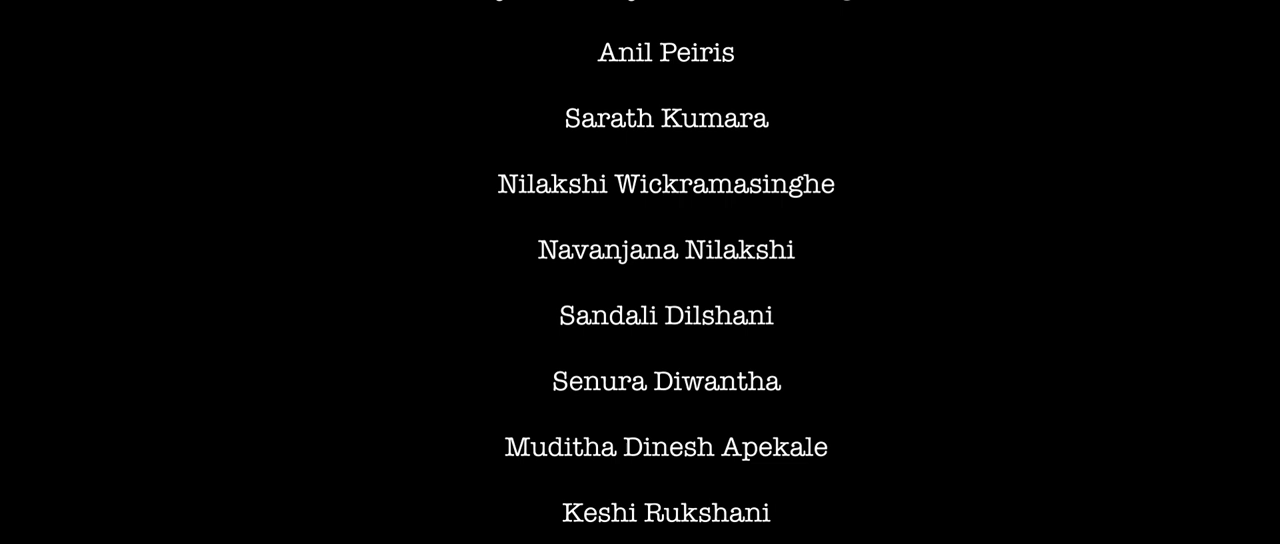 Anil Peiris
Sarath Kumara
Nilakshi Wickramasinghe
Navanjana Nilakshi
Sandali Dilshani
Senura Diwantha
Muditha Dinesh Apekale
Keshi Rukshani